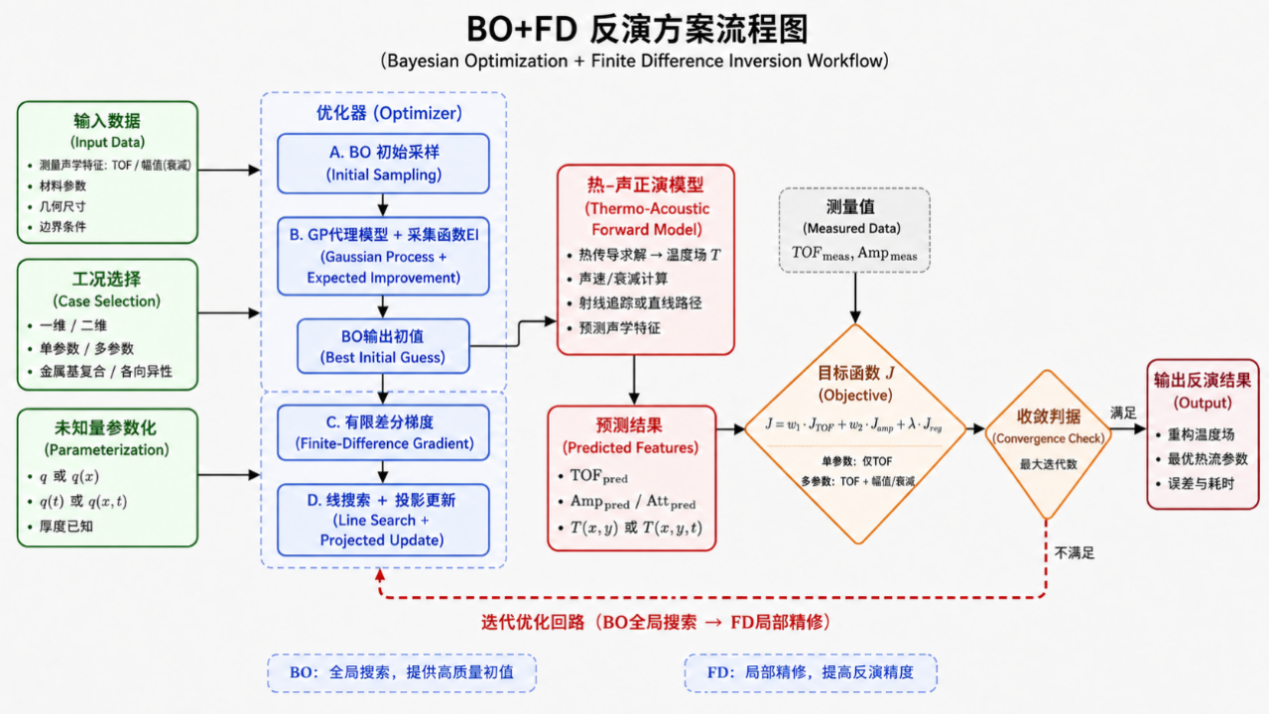 BO+FD 反演方案流程图
（Bayesian Optimization + Finite Difference Inversion Workflow）
输入数据
(Input Data)
• 测量声学特征：TOF / 幅值(衰减)
• 材料参数
• 几何尺寸
• 边界条件
工况选择
(Case Selection)
• 一维 / 二维
• 单参数 / 多参数
• 金属基复合 / 各向异性
未知量参数化
(Parameterization)
• q 或 q(x)
• q(t) 或 q(x,t)
• 厚度已知
优化器 (Optimizer)
A. BO 初始采样
(Initial Sampling)
B. GP代理模型 + 采集函数EI
(Gaussian Process +
Expected Improvement)
BO输出初值
(Best Initial Guess)
C. 有限差分梯度
(Finite-Difference Gradient)
D. 线搜索 + 投影更新
(Line Search +
Projected Update)
热–声正演模型
(Thermo-Acoustic
Forward Model)
• 热传导求解 → 温度场 T
• 声速/衰减计算
• 射线追踪或直线路径
• 预测声学特征
预测结果
(Predicted Features)
• TOF_pred
• Amp_pred / Att_pred
• T(x,y) 或 T(x,y,t)
测量值
(Measured Data)
TOF_meas, Amp_meas
目标函数 J
(Objective)
J = w₁ · J_TOF + w₂ · J_amp + λ · J_reg
单参数：仅TOF
多参数：TOF + 幅值/衰减
收敛判据
(Convergence Check)
最大迭代数
满足
不满足
输出反演结果
(Output)
• 重构温度场
• 最优热流参数
• 误差与耗时
迭代优化回路（BO全局搜索 → FD局部精修）
BO：全局搜索，提供高质量初值
FD：局部精修，提高反演精度